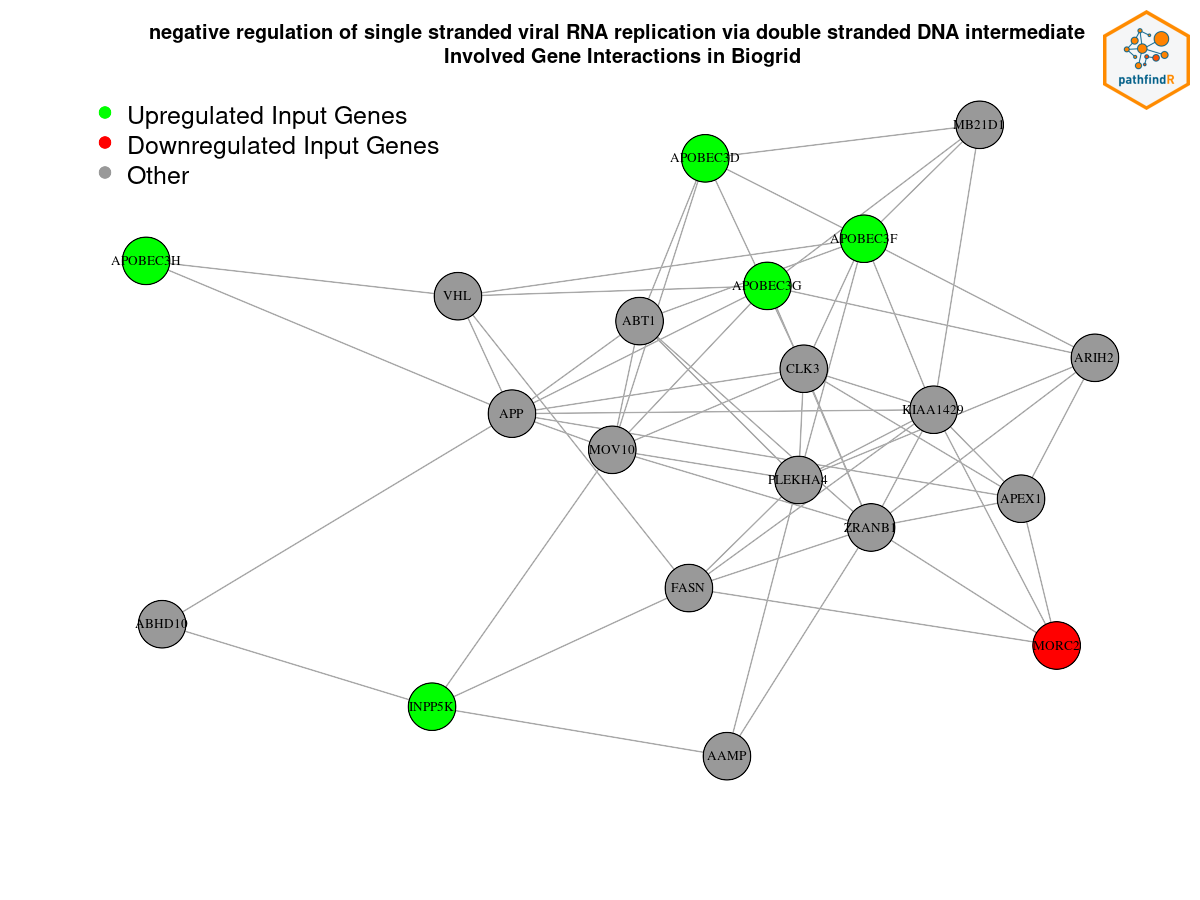 negative regulation of single stranded viral RNA replication via double stranded DNA intermediate
Involved Gene Interactions in Biogrid
pathfindR
Upregulated Input Genes
Downregulated Input Genes
Other
MB21D1
APOBEC3D
APOBEC3F
APOBEC3H
APOBEC3G
VHL
ABT1
ARIH2
CLK3
KIAA1429
APP
MOV10
PLEKHA4
APEX1
ZRANB1
FASN
ABHD10
MORC2
INPP5K
AAMP